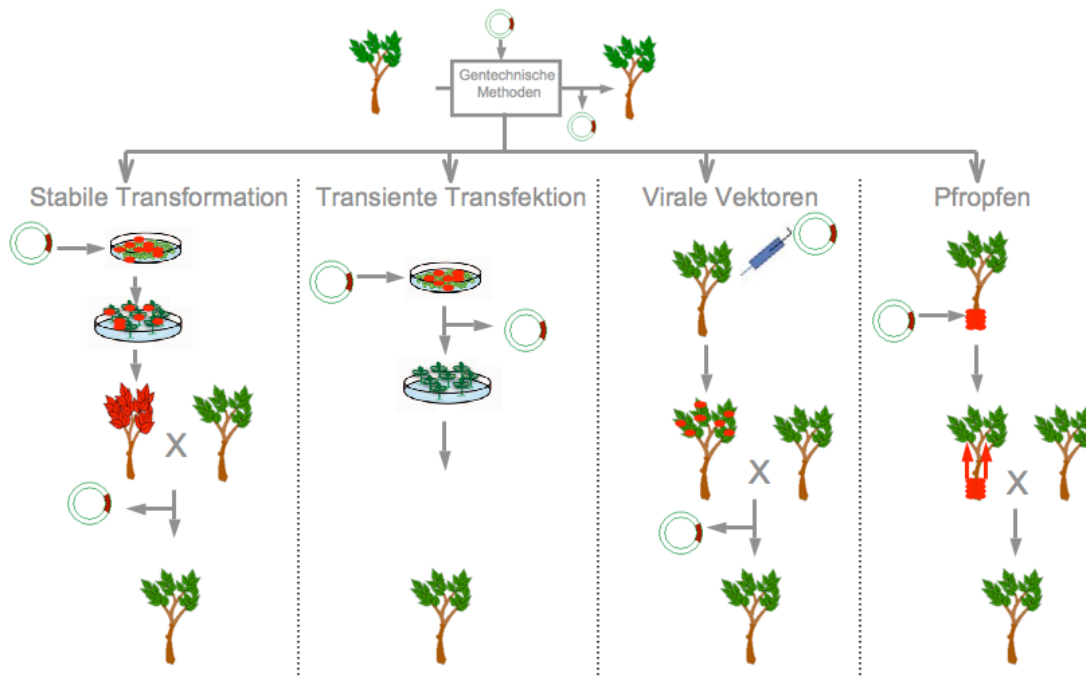 Gentechnische
Methoden
Stabile Transformation
Transiente Transfektion
Virale Vektoren
Pfropfen
X
X
X